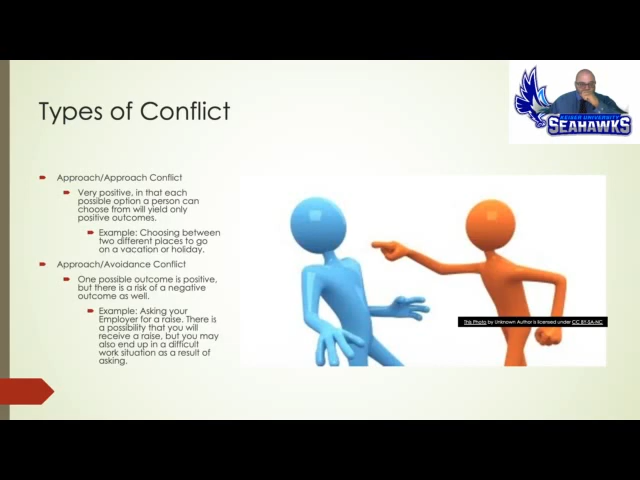 KEISER UNIVERSITY
SEAHAWKS
Types of Conflict
Approach/Approach Conflict
Very positive, in that each
possible option a person can
choose from will yield only
positive outcomes.
Example: Choosing between
two different places to go
on a vacation or holiday.
Approach/Avoidance Conflict
One possible outcome is positive,
but there is a risk of a negative
outcome as well.
Example: Asking your
Employer for a raise. There is
a possibility that you will
receive a raise, but you may
also end up in a difficult
work situation as a result of
asking.
This Photo by Unknown Author is licensed under CC BY-SA-NC